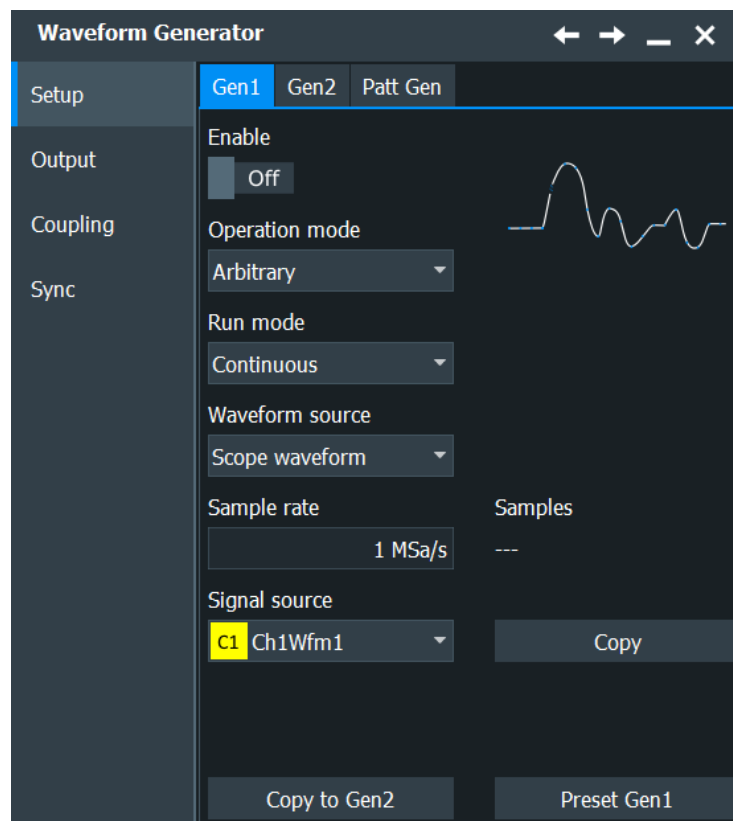 Waveform Generator
Setup
Output
Coupling
Sync
Gen1 Gen2 Patt Gen
Enable
Off
Operation mode
Arbitrary
Run mode
Continuous
Waveform source
Scope waveform
Sample rate Samples
1 MSa/s ---
Signal source
C1 Ch1Wfm1 Copy
Copy to Gen2 Preset Gen1